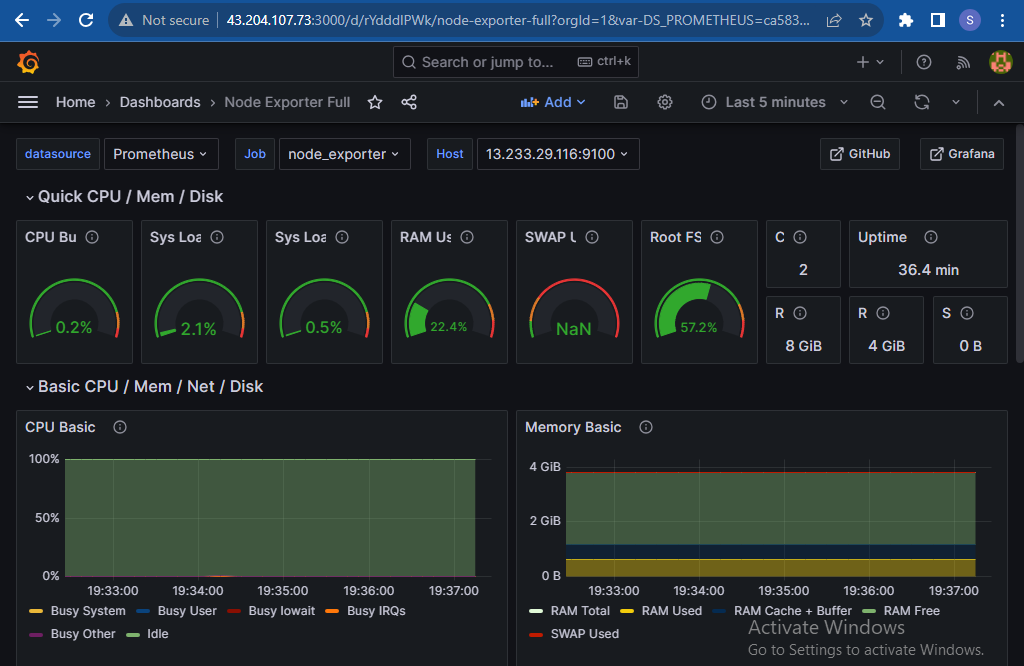 Not secure
43.204.107.73:3000/d/rYdddlPWk/node-exporter-full?orgId=1&var-DS_PROMETHEUS=ca583...
S
Search or jump to...
ctrl+k
Home › Dashboards › Node Exporter Full
Add
Last 5 minutes
datasource
Prometheus
Job
node_exporter
Host
13.233.29.116:9100
GitHub
Grafana
Quick CPU / Mem / Disk
CPU Bu
0.2%
Sys Loa
2.1%
Sys Loa
0.5%
RAM Us
22.4%
SWAP U
NaN
Root FS
57.2%
C
2
Uptime
36.4 min
R
8 GiB
R
4 GiB
S
0 B
Basic CPU / Mem / Net / Disk
CPU Basic
100%
50%
0%
19:33:00 19:34:00 19:35:00 19:36:00 19:37:00
Busy System Busy User Busy Iowait Busy IRQs
Busy Other Idle
Memory Basic
4 GiB
2 GiB
0 B
19:33:00 19:34:00 19:35:00 19:36:00 19:37:00
RAM Total RAM Used RAM Cache + Buffer RAM Free
SWAP Used
Activate Windows
Go to Settings to activate Windows.